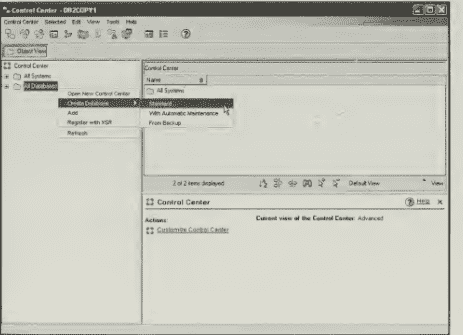 Control Center - DB2COPY1
Control Center Selected Edit View Tools Help
Object View
Control Center
All Systems
All Databases
Open New Control Center
Create Database
Add
Register with XSR
Refresh
Standard
With Automatic Maintenance
From Backup
Control Center
Name
All Systems
2 of 2 items displayed
Default View
View
Control Center
Help
Actions:
Customize Control Center
Current view of the Control Center: Advanced